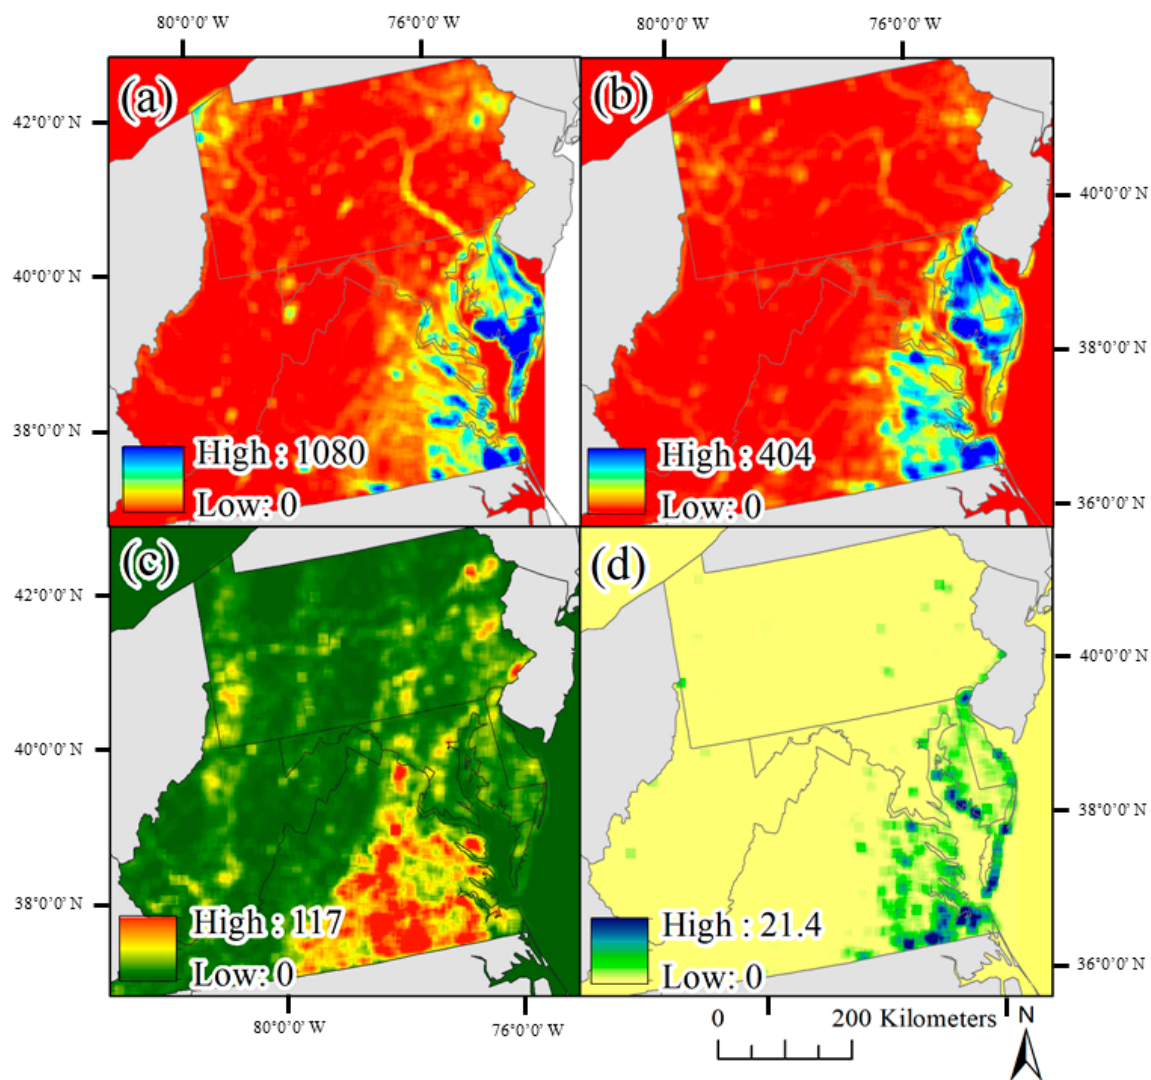 80°0'0" W 76°0'0" W 80°0'0" W 76°0'0" W
(a) (b)
42°0'0" N
40°0'0" N
40°0'0" N
38°0'0" N
38°0'0" N
High : 1080 High : 404
Low: 0 Low: 0
36°0'0" N
(c) (d)
42°0'0" N
40°0'0" N
40°0'0" N
38°0'0" N
38°0'0" N
High : 117 High : 21.4
Low: 0 Low: 0
36°0'0" N
80°0'0" W 76°0'0" W
0 200 Kilometers N